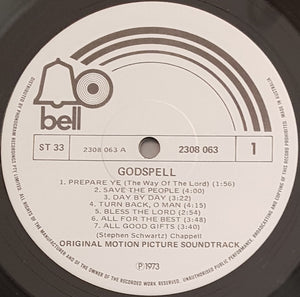 bell
ST 33
2308 063 A
2308 063
1
GODSPELL
1. PREPARE YE (The Way Of The Lord) (1:56)
2. SAVE THE PEOPLE (4:00)
3. DAY BY DAY (3:22)
4. TURN BACK, O MAN (4:15)
5. BLESS THE LORD (2:54)
6. ALL FOR THE BEST (3:33)
7. ALL GOOD GIFTS (3:40)
(Stephen Schwartz) Chappell
ORIGINAL MOTION PICTURE SOUNDTRACK
Ⓟ1973